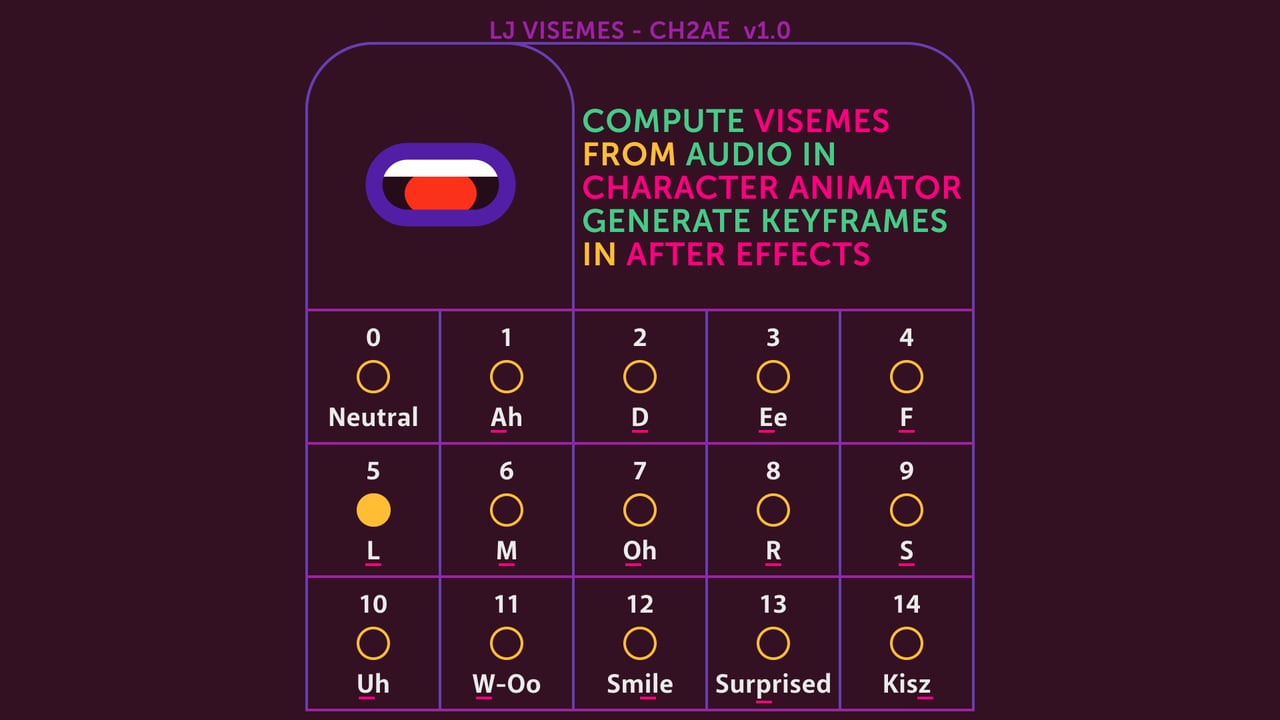 LJ VISEMES - CH2AE v1.0
COMPUTE VISEMES
FROM AUDIO IN
CHARACTER ANIMATOR
GENERATE KEYFRAMES
IN AFTER EFFECTS
0 1 2 3 4
Neutral Ah D Ee F
5 6 7 8 9
L M Oh R S
10 11 12 13 14
Uh W-Oo Smile Surprised Kisz